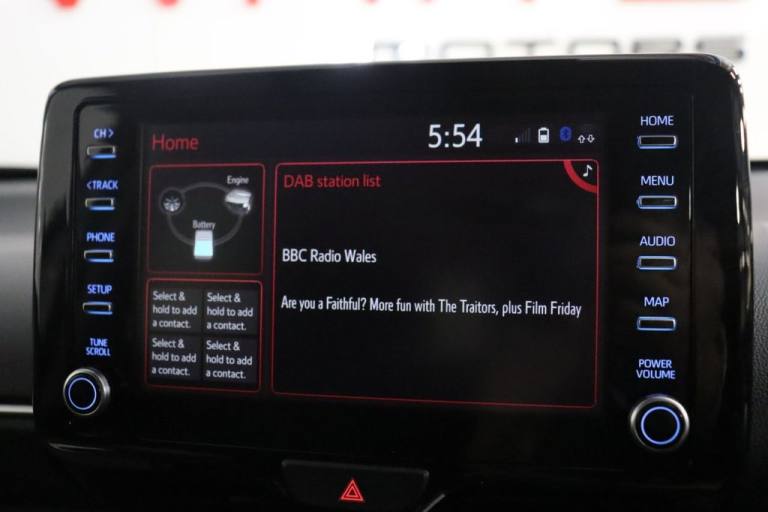 MOTORS
CH>
<TRACK
PHONE
SETUP
TUNE
SCROLL
Home
5:54
Engine
Battery
Select &
hold to add
a contact.
Select &
hold to add
a contact.
Select &
hold to add
a contact.
Select &
hold to add
a contact.
DAB station list
BBC Radio Wales
Are you a Faithful? More fun with The Traitors, plus Film Friday
HOME
MENU
AUDIO
MAP
POWER
VOLUME